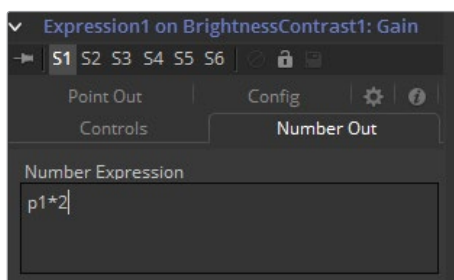 Expression1 on BrightnessContrast1: Gain
S1 S2 S3 S4 S5 S6
Point Out Config
Controls Number Out
Number Expression
p1*2